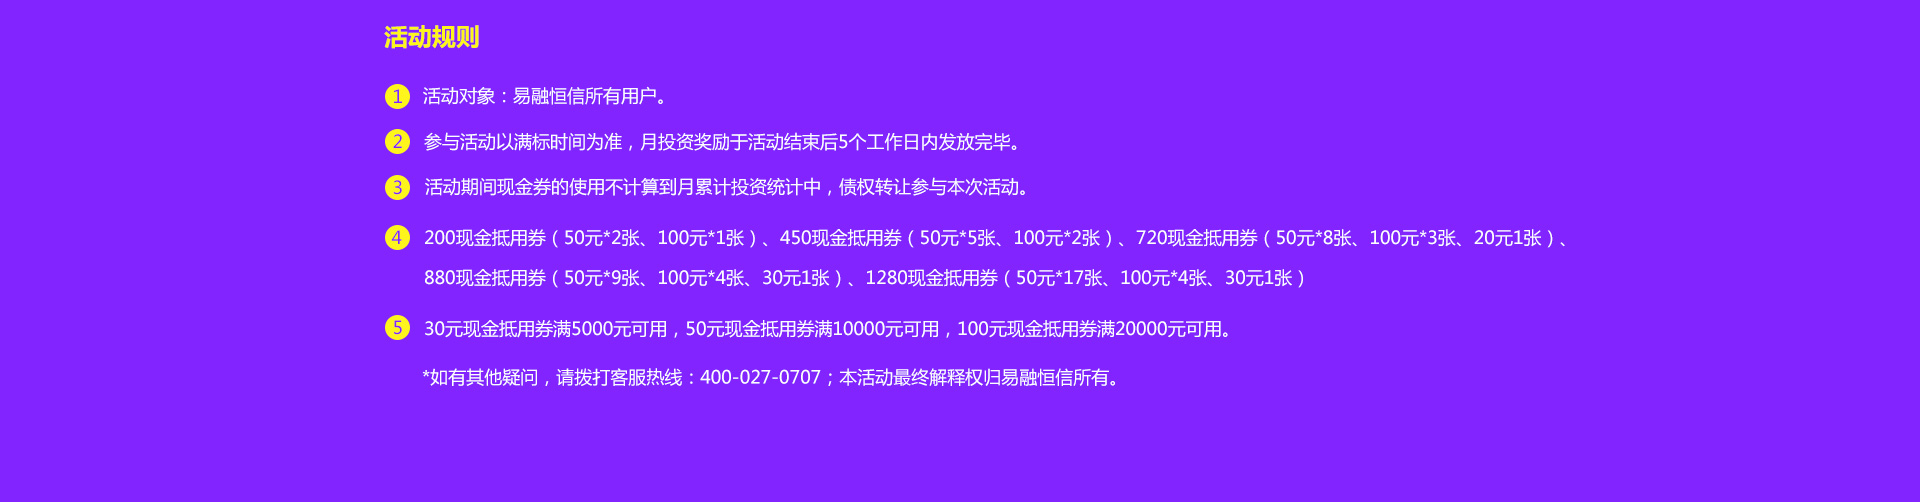 活动规则
1 活动对象：易融恒信所有用户。
2 参与活动以满标时间为准，月投资奖励于活动结束后5个工作日内发放完毕。
3 活动期间现金券的使用不计算到月累计投资统计中，债权转让参与本次活动。
4 200现金抵用券（50元*2张、100元*1张）、450现金抵用券（50元*5张、100元*2张）、720现金抵用券（50元*8张、100元*3张、20元1张）、
880现金抵用券（50元*9张、100元*4张、30元1张）、1280现金抵用券（50元*17张、100元*4张、30元1张）
5 30元现金抵用券满5000元可用，50元现金抵用券满10000元可用，100元现金抵用券满20000元可用。
*如有其他疑问，请拨打客服热线：400-027-0707；本活动最终解释权归易融恒信所有。